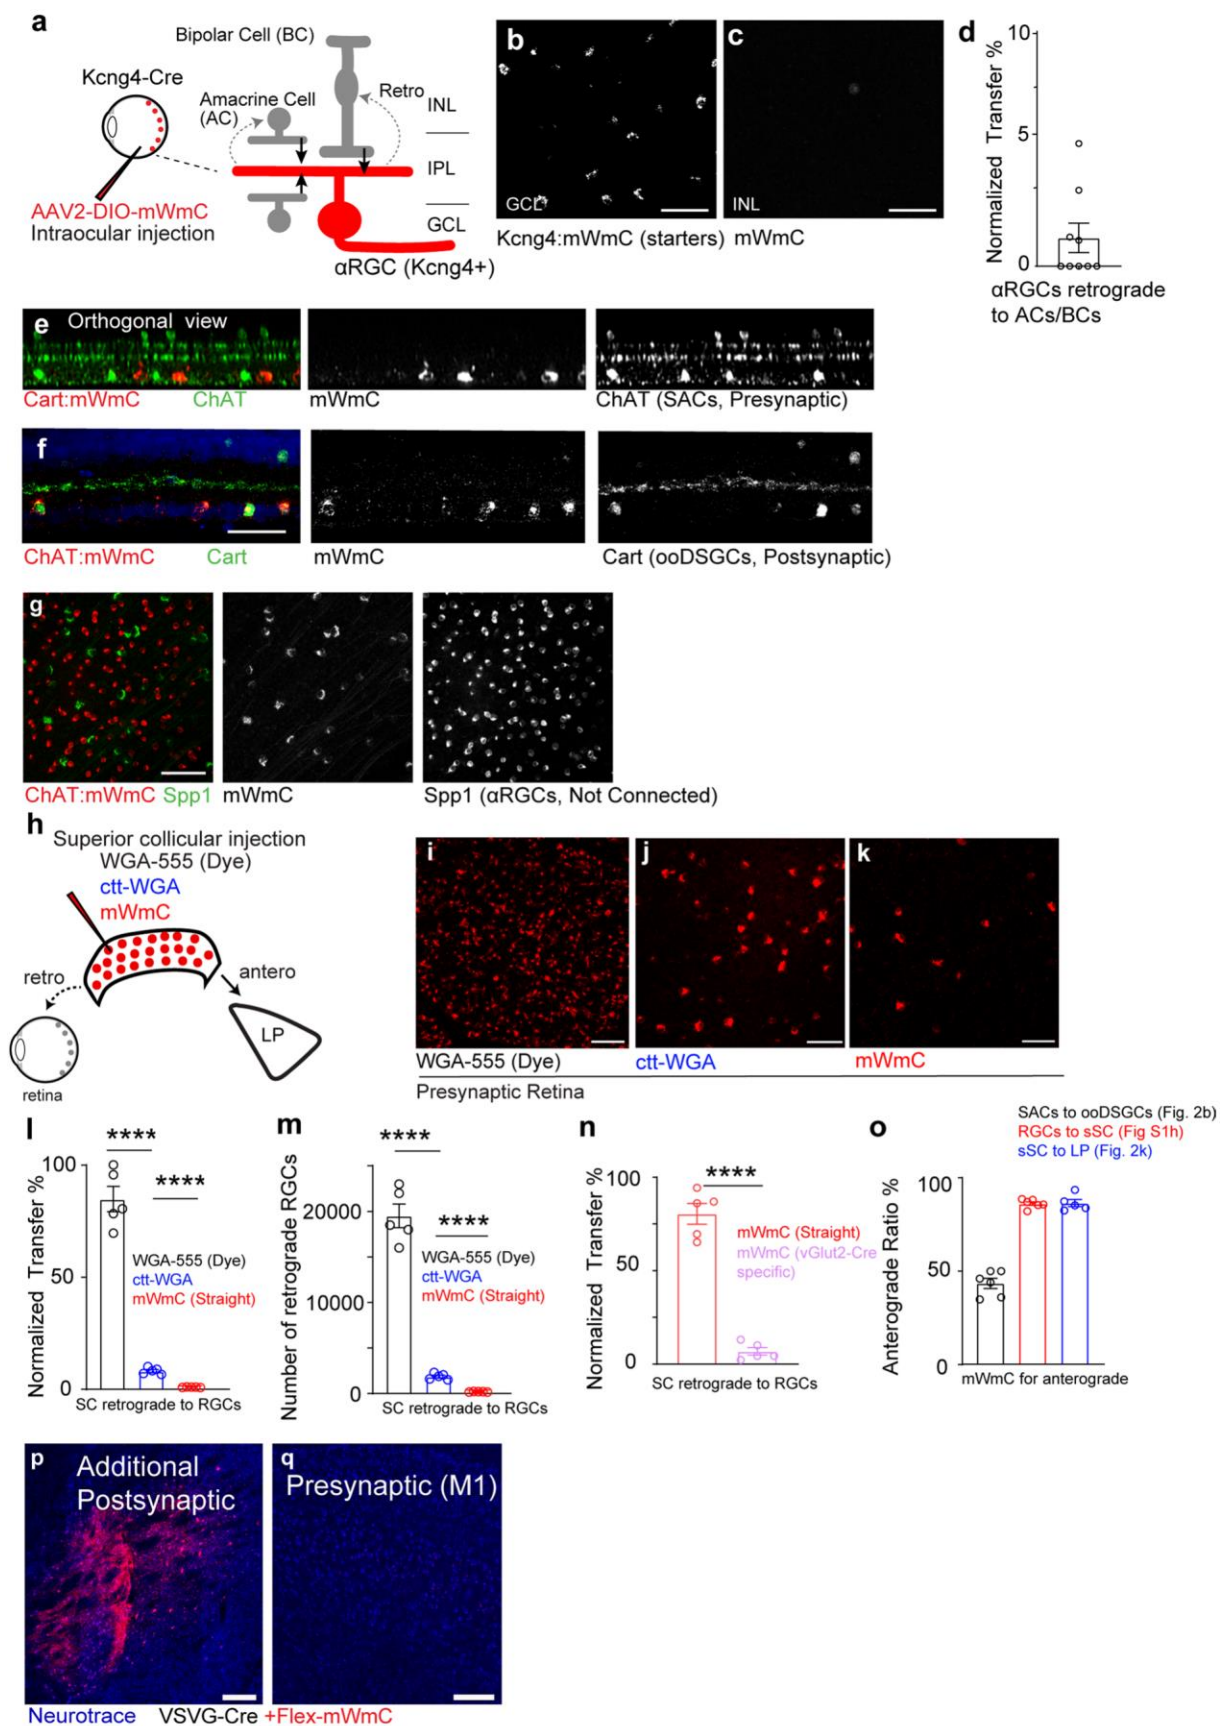 a
Bipolar Cell (BC)
Kcng4-Cre
Amacrine Cell
(AC)
Retro
INL
IPL
GCL
AAV2-DIO-mWmC
Intraocular injection
αRGC (Kcng4+)
b
GCL
Kcng4:mWmC (starters)
c
INL
mWmC
d
Normalized Transfer %
10
5
0
αRGCs retrograde
to ACs/BCs
e Orthogonal view
Cart:mWmC ChAT
mWmC
ChAT (SACs, Presynaptic)
f
ChAT:mWmC Cart
mWmC
Cart (ooDSGCs, Postsynaptic)
g
ChAT:mWmC Spp1
mWmC
Spp1 (αRGCs, Not Connected)
h
Superior collicular injection
WGA-555 (Dye)
ctt-WGA
mWmC
retro
antero
LP
retina
i
j
k
WGA-555 (Dye)
ctt-WGA
mWmC
Presynaptic Retina
l
****
****
Normalized Transfer %
100
50
0
WGA-555 (Dye)
ctt-WGA
mWmC (Straight)
SC retrograde to RGCs
m
****
****
Number of retrograde RGCs
20000
10000
0
WGA-555 (Dye)
ctt-WGA
mWmC (Straight)
SC retrograde to RGCs
n
****
Normalized Transfer %
100
50
0
mWmC (Straight)
mWmC (vGlut2-Cre
specific)
SC retrograde to RGCs
o
SACs to ooDSGCs (Fig. 2b)
RGCs to sSC (Fig S1h)
sSC to LP (Fig. 2k)
Anterograde Ratio %
100
50
0
mWmC for anterograde
p
Additional
Postsynaptic
q
Presynaptic (M1)
Neurotrace VSVG-Cre +Flex-mWmC